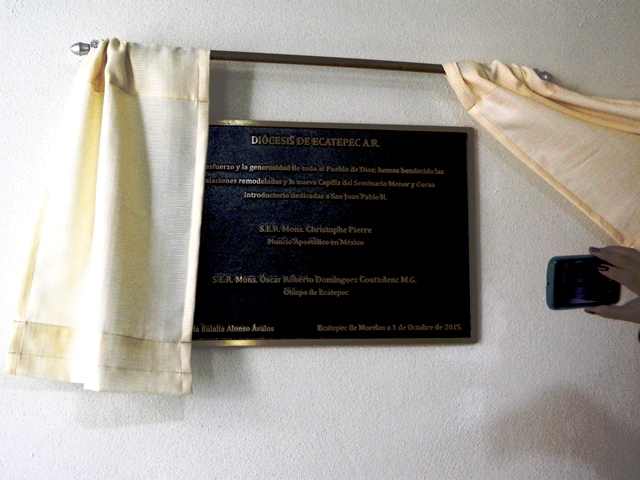 DIÓCESIS DE ECATEPEC A.R.
esfuerzo y la generosidad de todo el Pueblo de Dios; hemos bendecido las
alaciones remodeladas y la nueva Capilla del Seminario Menor y Curso
Introductorio dedicadas a San Juan Pablo II.
S.E.R. Mons. Christophe Pierre
Nuncio Apostólico en México
S.E.R. Mons. Óscar Roberto Domínguez Couttolenc M.G.
Obispo de Ecatepec
ía Eulalia Alonso Ávalos
Ecatepec de Morelos a 1 de Octubre de 2015.